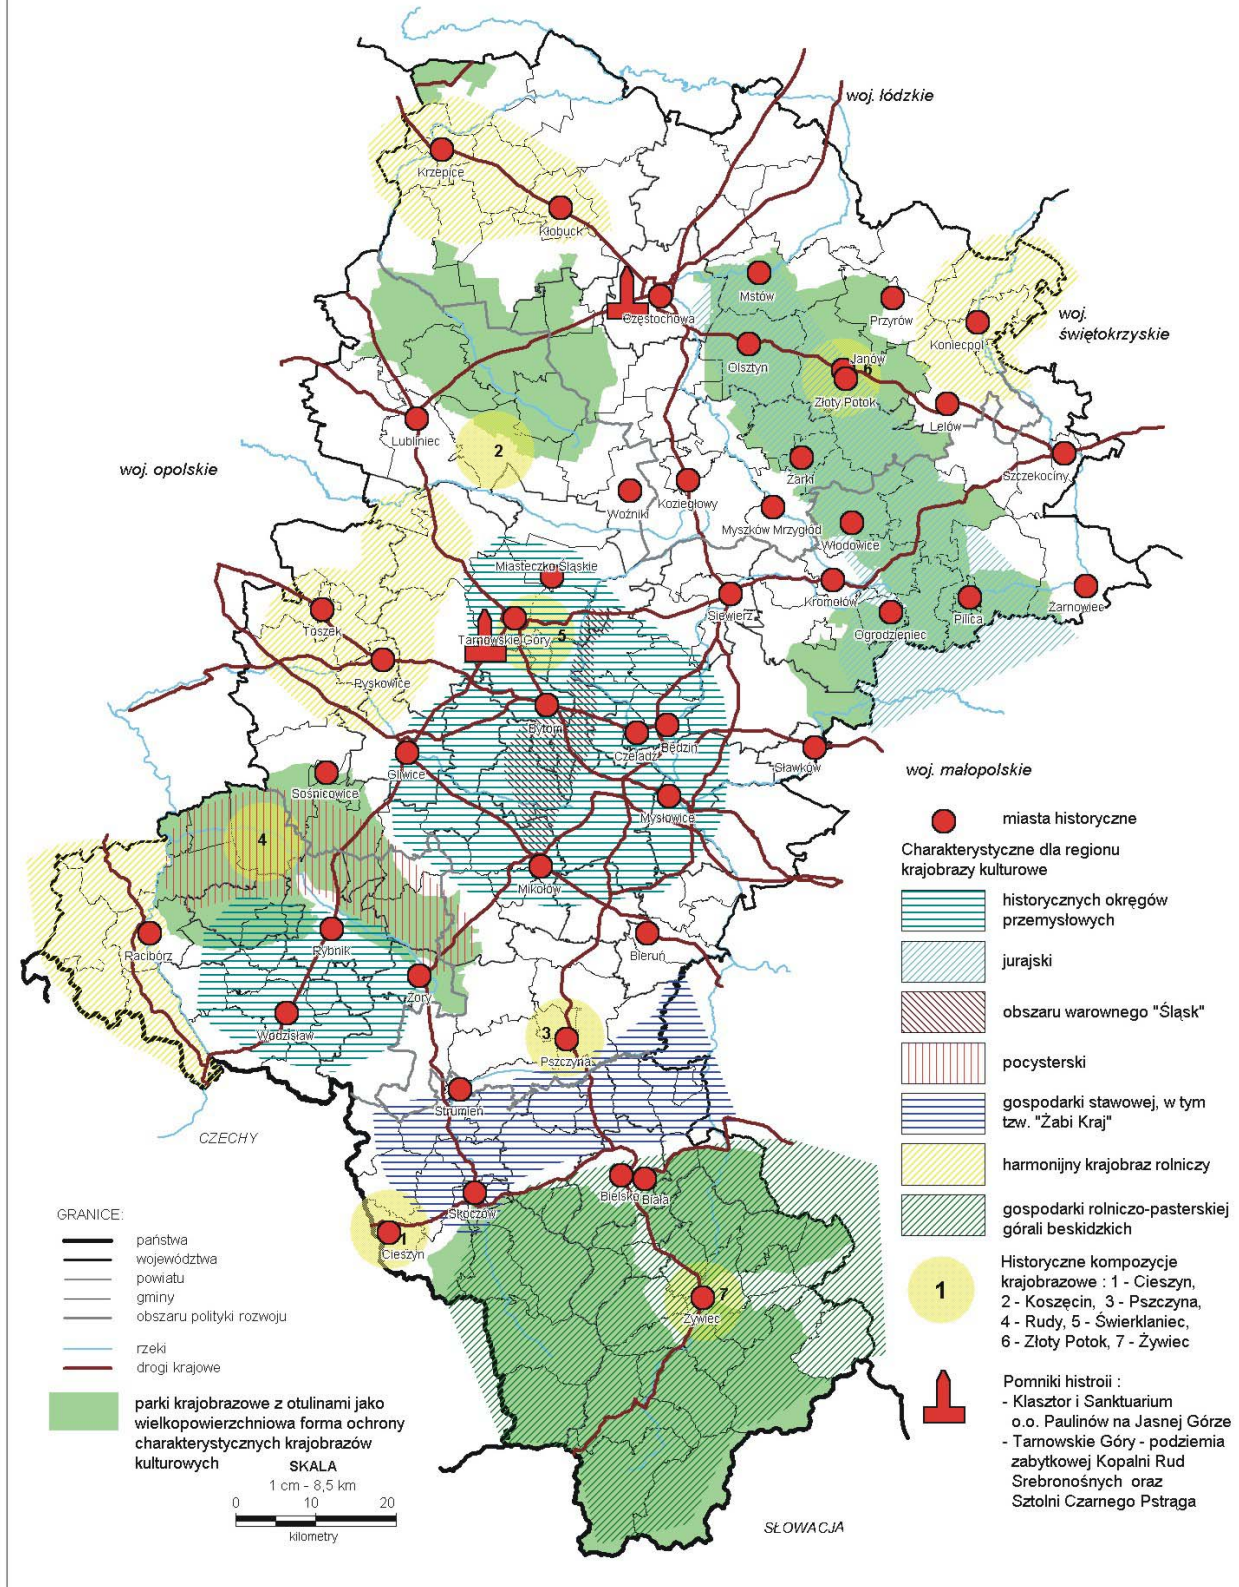 woj. łódzkie
Krzepice
Kłobuck
Częstochowa
Mstów
Przyrów
Koniecpol
woj.
świętokrzyskie
Olsztyn
Janów
6
Złoty Potok
Lelów
Lubliniec
2
woj. opolskie
Żarki
Szczekociny
Woźniki
Koziegłowy
Myszków Mrzygłód
Włodowice
Miasteczko Śląskie
Siewierz
Kromołów
Żarnowiec
Pilica
Ogrodzieniec
Toszek
Tarnowskie Góry
5
Pyskowice
Bytom
Będzin
Czeladź
Gliwice
Sławków
Sośnicowice
Mysłowice
4
Mikołów
Racibórz
Rybnik
Bieruń
Żory
Wodzisław
3
Pszczyna
Strumień
CZECHY
Bielsko
Biała
Skoczów
1
Cieszyn
7
Żywiec
SŁOWACJA
woj. małopolskie
miasta historyczne
Charakterystyczne dla regionu
krajobrazy kulturowe
historycznych okręgów
przemysłowych
jurajski
obszaru warownego "Śląsk"
pocysterski
gospodarki stawowej, w tym
tzw. "Żabi Kraj"
harmonijny krajobraz rolniczy
gospodarki rolniczo-pasterskiej
górali beskidzkich
1
Historyczne kompozycje
krajobrazowe : 1 - Cieszyn,
2 - Koszęcin, 3 - Pszczyna,
4 - Rudy, 5 - Świerklaniec,
6 - Złoty Potok, 7 - Żywiec
Pomniki histroii :
- Klasztor i Sanktuarium
o.o. Paulinów na Jasnej Górze
- Tarnowskie Góry - podziemia
zabytkowej Kopalni Rud
Srebronośnych oraz
Sztolni Czarnego Pstrąga
GRANICE:
państwa
województwa
powiatu
gminy
obszaru polityki rozwoju
rzeki
drogi krajowe
parki krajobrazowe z otulinami jako
wielkopowierzchniowa forma ochrony
charakterystycznych krajobrazów
kulturowych
SKALA
1 cm - 8,5 km
0 10 20
kilometry